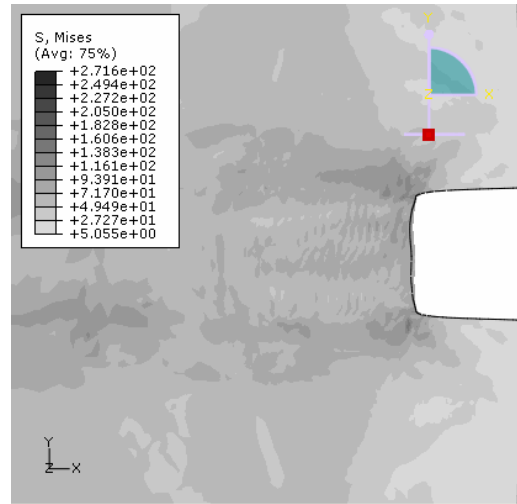 S, Mises
(Avg: 75%)
+2.716e+02
+2.494e+02
+2.272e+02
+2.050e+02
+1.828e+02
+1.606e+02
+1.383e+02
+1.161e+02
+9.391e+01
+7.170e+01
+4.949e+01
+2.727e+01
+5.055e+00
Y
Z X
Y
Z X